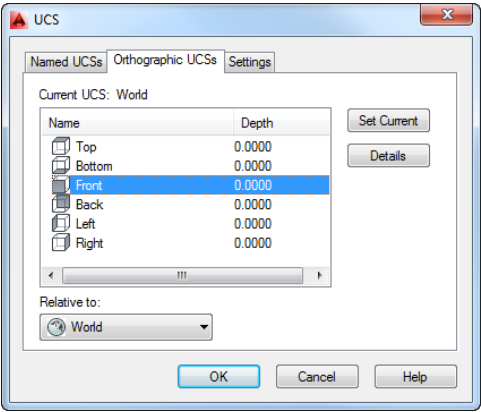 UCS
Named UCSs Orthographic UCSs Settings
Current UCS: World
Name Depth
Top 0.0000
Bottom 0.0000
Front 0.0000
Back 0.0000
Left 0.0000
Right 0.0000
Set Current
Details
Relative to:
World
OK Cancel Help